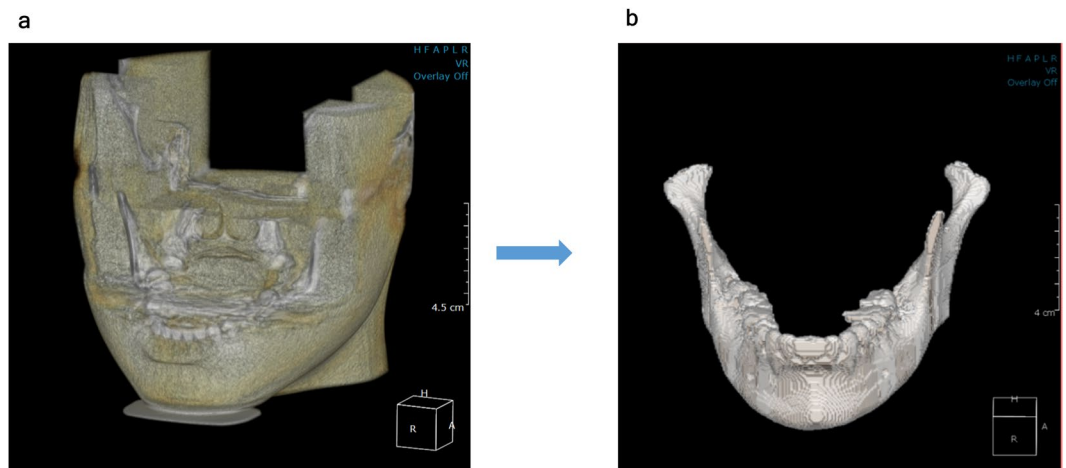 a
H F A P L R
VR
Overlay Off
4.5 cm
H
R
A
b
H F A P L R
VR
Overlay Off
4 cm
H
A
R